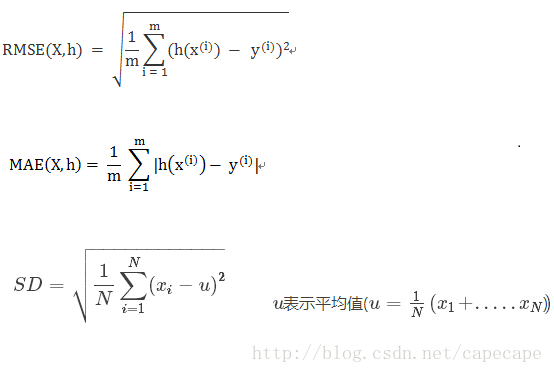 RMSE(X,h) = √(1/m ∑_{i=1}^{m} (h(x⁽ⁱ⁾) − y⁽ⁱ⁾)²)↵
MAE(X,h) = 1/m ∑_{i=1}^{m} |h(x⁽ⁱ⁾) − y⁽ⁱ⁾|↵
SD = √(1/N ∑_{i=1}^{N} (x_i − u)²) u表示平均值(u = 1/N (x_1+.....x_N))
http://blog.csdn.net/capecape